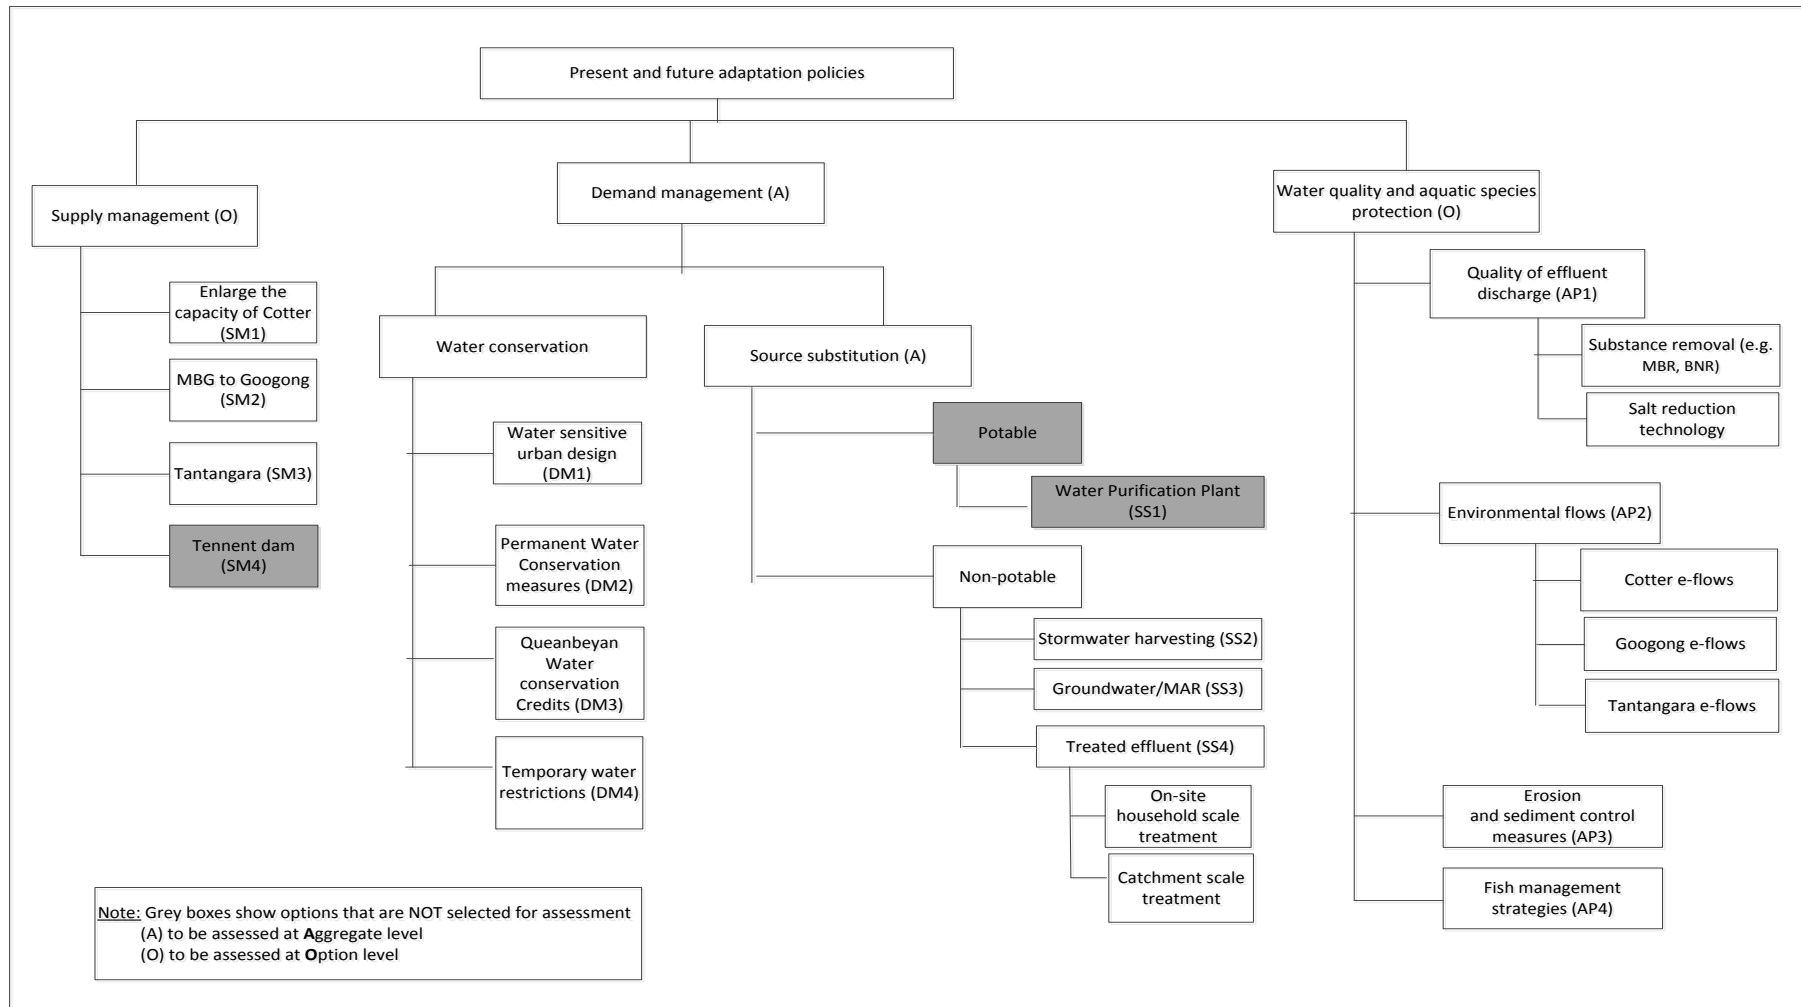 Present and future adaptation policies
Supply management (O)
Enlarge the
capacity of Cotter
(SM1)
MBG to Googong
(SM2)
Tantangara (SM3)
Tennent dam
(SM4)
Demand management (A)
Water conservation
Water sensitive
urban design
(DM1)
Permanent Water
Conservation
measures (DM2)
Queanbeyan
Water
conservation
Credits (DM3)
Temporary water
restrictions (DM4)
Source substitution (A)
Potable
Water Purification Plant
(SS1)
Non-potable
Stormwater harvesting (SS2)
Groundwater/MAR (SS3)
Treated effluent (SS4)
On-site
household scale
treatment
Catchment scale
treatment
Water quality and aquatic species
protection (O)
Quality of effluent
discharge (AP1)
Substance removal (e.g.
MBR, BNR)
Salt reduction
technology
Environmental flows (AP2)
Cotter e-flows
Googong e-flows
Tantangara e-flows
Erosion
and sediment control
measures (AP3)
Fish management
strategies (AP4)
Note: Grey boxes show options that are NOT selected for assessment
(A) to be assessed at Aggregate level
(O) to be assessed at Option level